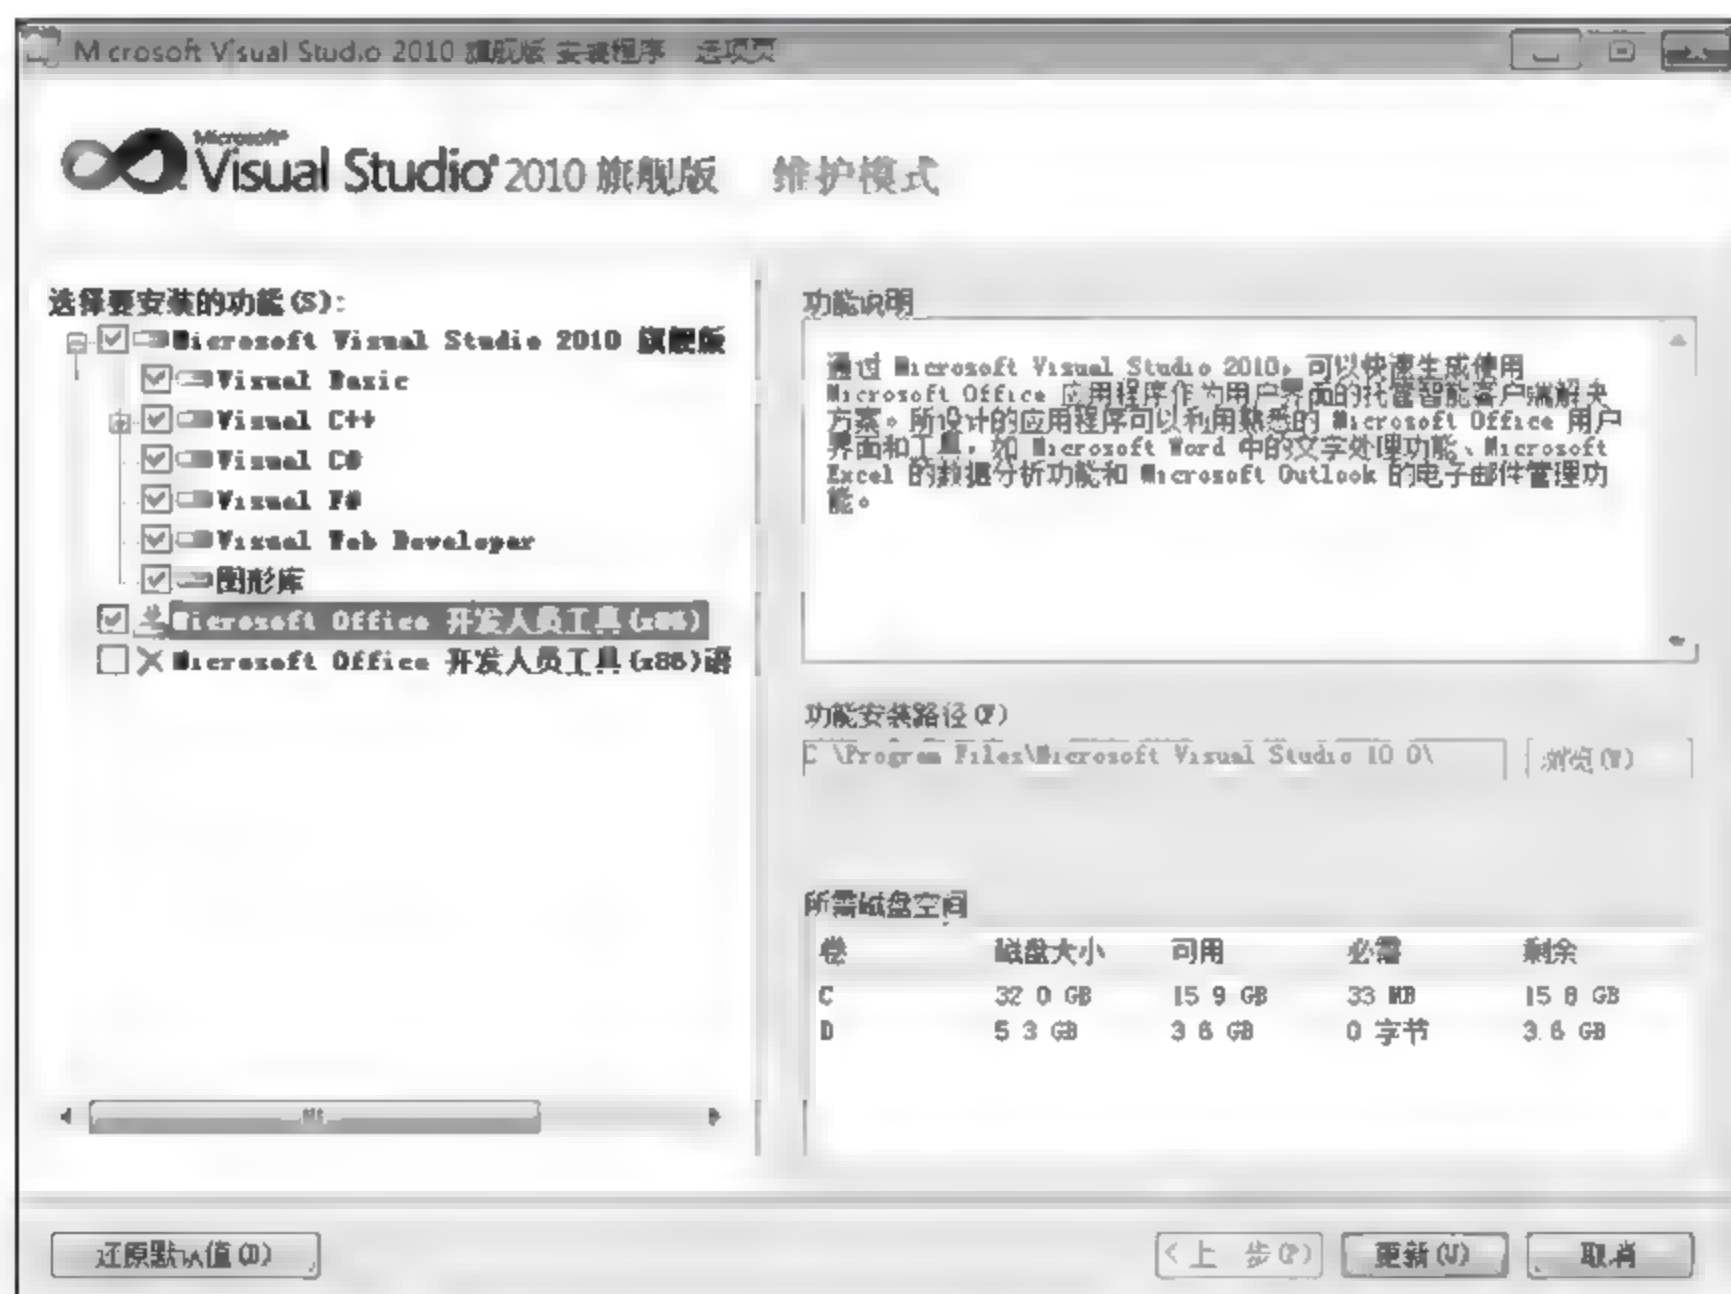 Microsoft Visual Studio 2010 旗舰版 安装程序 选项页
Microsoft®
Visual Studio® 2010 旗舰版 维护模式
选择要安装的功能(S):
Microsoft Visual Studio 2010 旗舰版
Visual Basic
Visual C++
Visual C#
Visual F#
Visual Web Developer
图形库
Microsoft Office 开发人员工具(x86)
Microsoft Office 开发人员工具(x86)语
功能说明
通过 Microsoft Visual Studio 2010，可以快速生成使用
Microsoft Office 应用程序作为用户界面的托管智能客户端解决
方案。所设计的应用程序可以利用熟悉的 Microsoft Office 用户
界面和工具，如 Microsoft Word 中的文字处理功能、Microsoft
Excel 的数据分析功能和 Microsoft Outlook 的电子邮件管理功
能。
功能安装路径(F)
C:\Program Files\Microsoft Visual Studio 10.0\ 浏览(W)
所需磁盘空间
卷 磁盘大小 可用 必需 剩余
C 32.0 GB 15.9 GB 33 MB 15.8 GB
D 5.3 GB 3.6 GB 0 字节 3.6 GB
还原默认值(D) <上一步(P) 更新(U) 取消